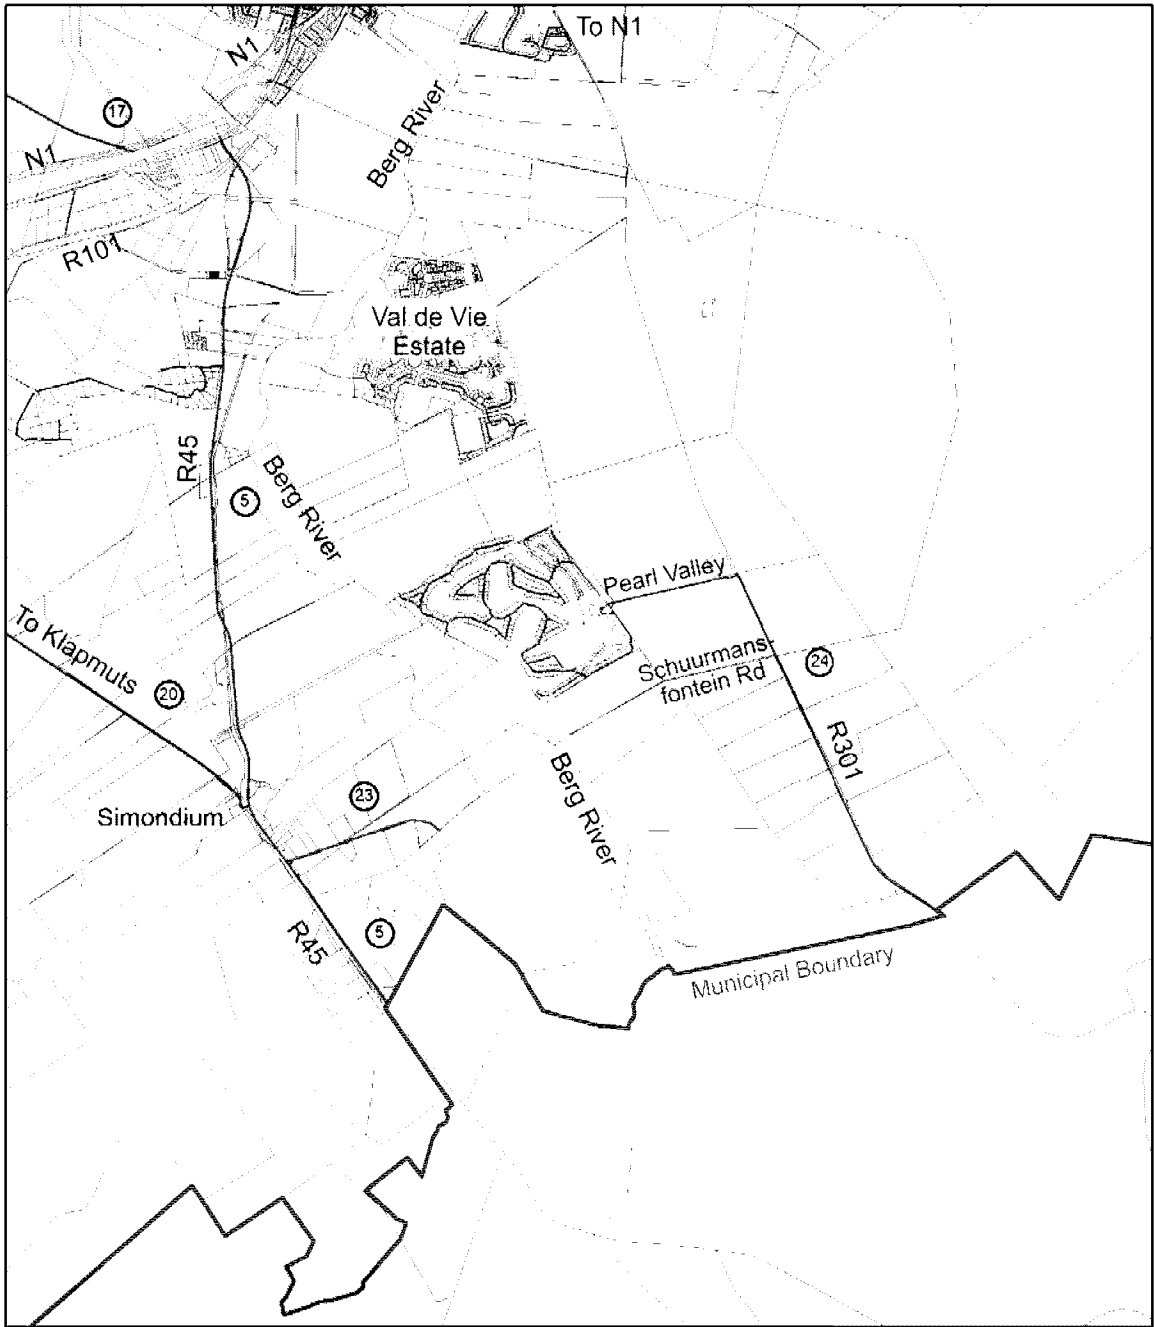 To N1
N1
Berg River
17
N1
R101
Val de Vie
Estate
R45
5
Berg River
Pearl Valley
To Klapmuts
20
Schuurmans-
fontein Rd
24
R301
Berg River
23
Simondium
R45
5
Municipal Boundary